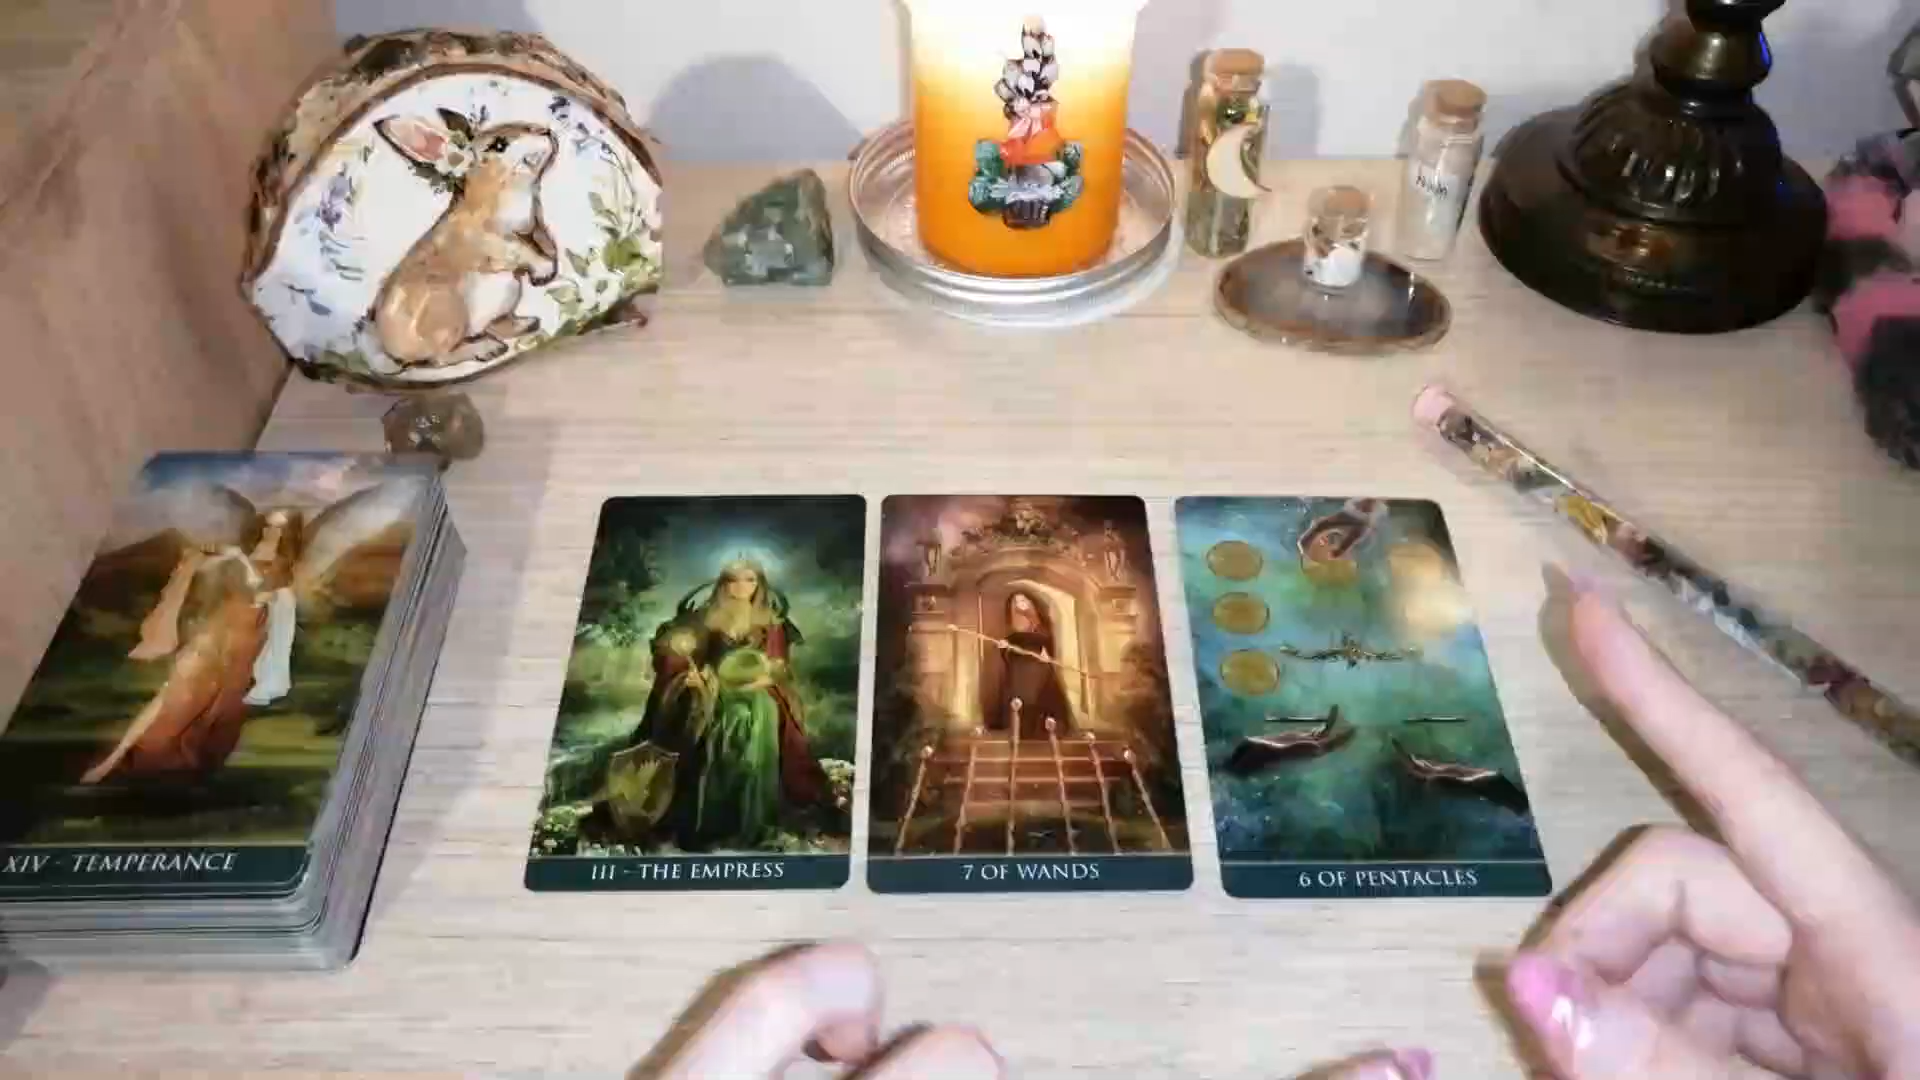 XIV - TEMPERANCE
III - THE EMPRESS
7 OF WANDS
6 OF PENTACLES